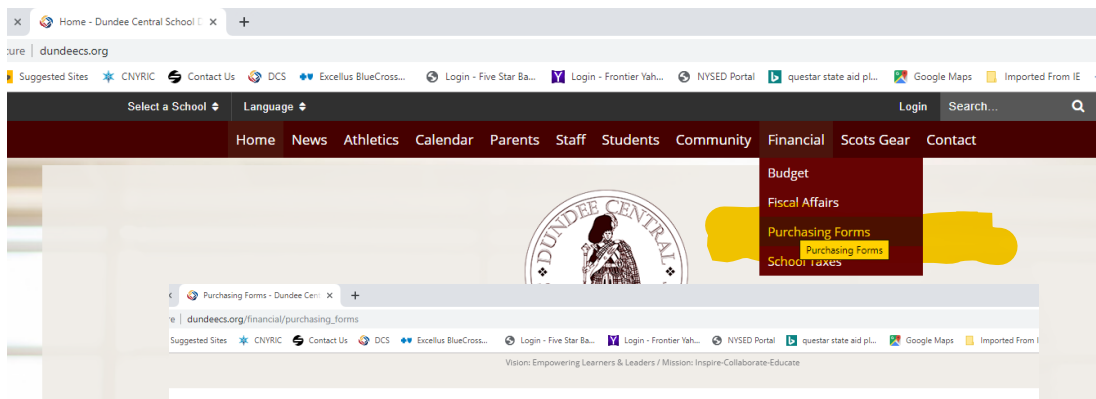 Home - Dundee Central School D
cure | dundeecs.org
Suggested Sites CNYRIC Contact Us DCS Excellus BlueCross... Login - Five Star Ba... Login - Frontier Yah... NYSED Portal questar state aid pl... Google Maps Imported From IE
Select a School Language Login Search...
Home News Athletics Calendar Parents Staff Students Community Financial Scots Gear Contact
Budget
Fiscal Affairs
Purchasing Forms
Purchasing Forms
School Taxes
DUNDEE CENTRAL
Purchasing Forms - Dundee Cent
re | dundeecs.org/financial/purchasing_forms
Suggested Sites CNYRIC Contact Us DCS Excellus BlueCross... Login - Five Star Ba... Login - Frontier Yah... NYSED Portal questar state aid pl... Google Maps Imported From I
Vision: Empowering Learners & Leaders / Mission: Inspire-Collaborate-Educate